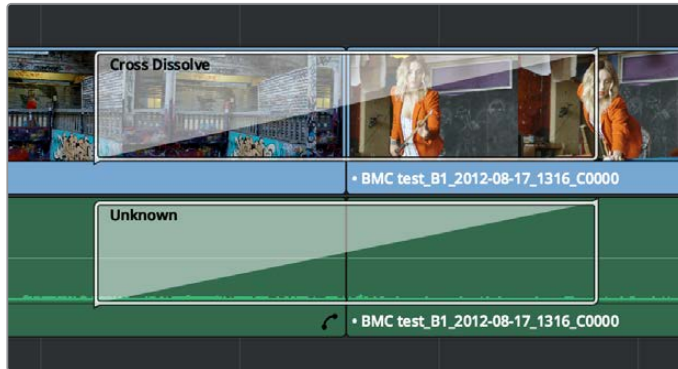 Cross Dissolve
• BMC test_B1_2012-08-17_1316_C0000
Unknown
• BMC test_B1_2012-08-17_1316_C0000